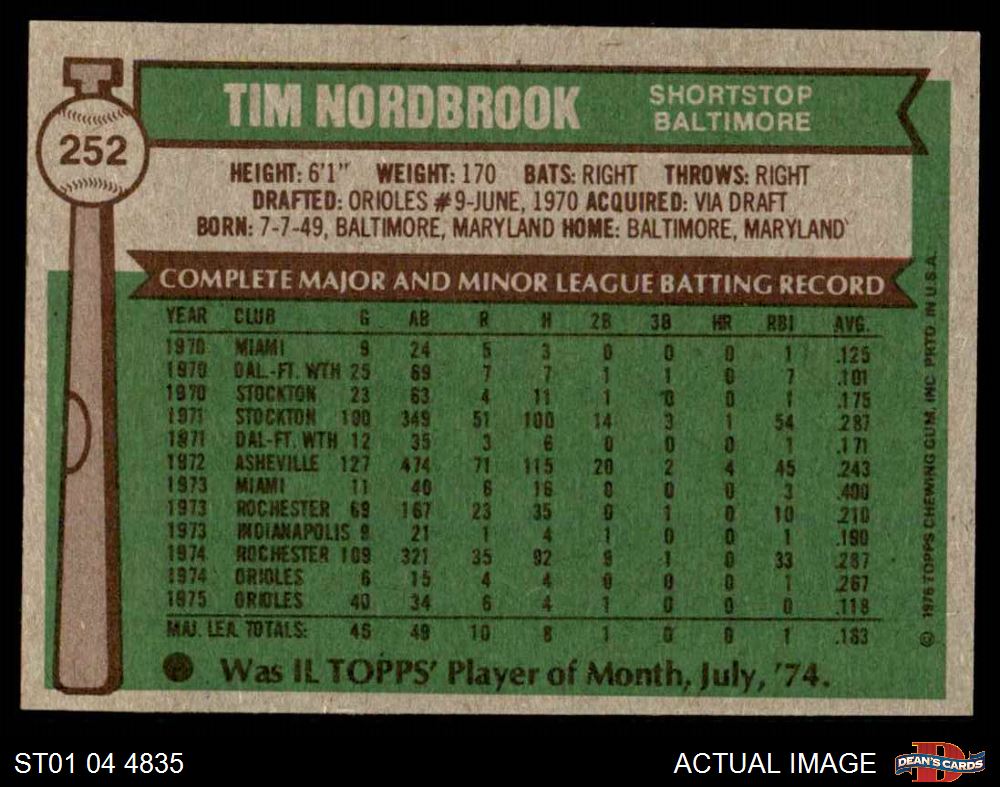 252
TIM NORDBROOK
SHORTSTOP
BALTIMORE
HEIGHT: 6'1" WEIGHT: 170 BATS: RIGHT THROWS: RIGHT
DRAFTED: ORIOLES #9-JUNE, 1970 ACQUIRED: VIA DRAFT
BORN: 7-7-49, BALTIMORE, MARYLAND HOME: BALTIMORE, MARYLAND
COMPLETE MAJOR AND MINOR LEAGUE BATTING RECORD
YEAR CLUB G AB R H 2B 3B HR RBI AVG.
1970 MIAMI 9 24 5 3 0 0 0 1 .125
1970 DAL.-FT. WTH 25 69 7 7 1 1 0 7 .101
1970 STOCKTON 23 63 4 11 1 0 0 1 .175
1971 STOCKTON 100 349 51 100 14 3 1 54 .287
1971 DAL-FT. WTH 12 35 3 6 0 0 0 1 .171
1972 ASHEVILLE 127 474 71 115 20 2 4 45 .243
1973 MIAMI 11 40 6 16 0 0 0 3 .400
1973 ROCHESTER 69 167 23 35 0 1 0 10 .210
1973 INDIANAPOLIS 9 21 1 4 1 0 0 1 .190
1974 ROCHESTER 109 321 35 92 9 1 0 33 .287
1974 ORIOLES 6 15 4 4 0 0 0 1 .267
1975 ORIOLES 40 34 6 4 1 0 0 0 .118
MAJ. LEA. TOTALS: 46 49 10 8 1 0 0 1 .163
Was IL TOPPS' Player of Month, July, '74.
© 1976 TOPPS CHEWING GUM, INC. PRTD. IN U.S.A.
ST01 04 4835
ACTUAL IMAGE
D
DEAN'S CARDS